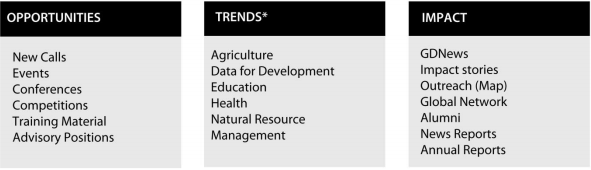 OPPORTUNITIES
New Calls
Events
Conferences
Competitions
Training Material
Advisory Positions
TRENDS*
Agriculture
Data for Development
Education
Health
Natural Resource
Management
IMPACT
GDNews
Impact stories
Outreach (Map)
Global Network
Alumni
News Reports
Annual Reports